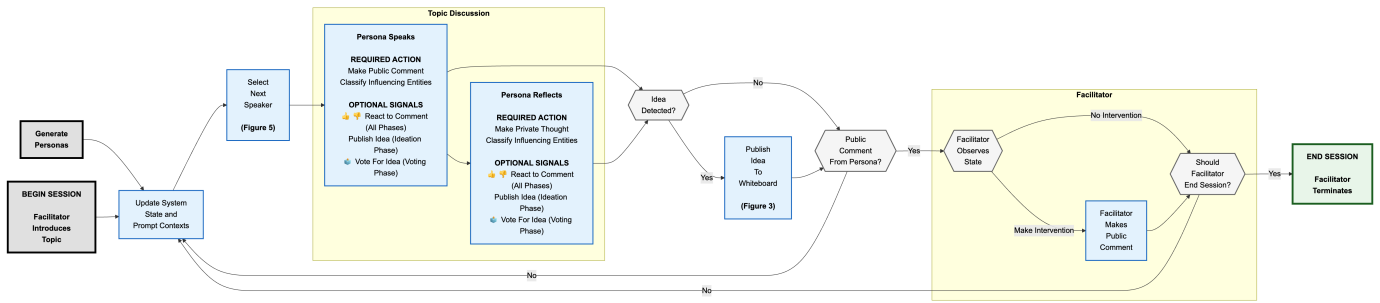 Generate
Personas
BEGIN SESSION
Facilitator
Introduces
Topic
Update System
State and
Prompt Contexts
Select
Next
Speaker
(Figure 5)
Topic Discussion
Persona Speaks
REQUIRED ACTION
Make Public Comment
Classify Influencing Entities
OPTIONAL SIGNALS
👍 👎 React to Comment
(All Phases)
Publish Idea (Ideation
Phase)
🗳️ Vote For Idea (Voting
Phase)
Persona Reflects
REQUIRED ACTION
Make Private Thought
Classify Influencing Entities
OPTIONAL SIGNALS
👍 👎 React to Comment
(All Phases)
Publish Idea (Ideation
Phase)
🗳️ Vote For Idea (Voting
Phase)
Idea
Detected?
No
Yes
Publish
Idea
To
Whiteboard
(Figure 3)
Public
Comment
From Persona?
Yes
No
No
Facilitator
Facilitator
Observes
State
No Intervention
Make Intervention
Facilitator
Makes
Public
Comment
Should
Facilitator
End Session?
Yes
END SESSION
Facilitator
Terminates